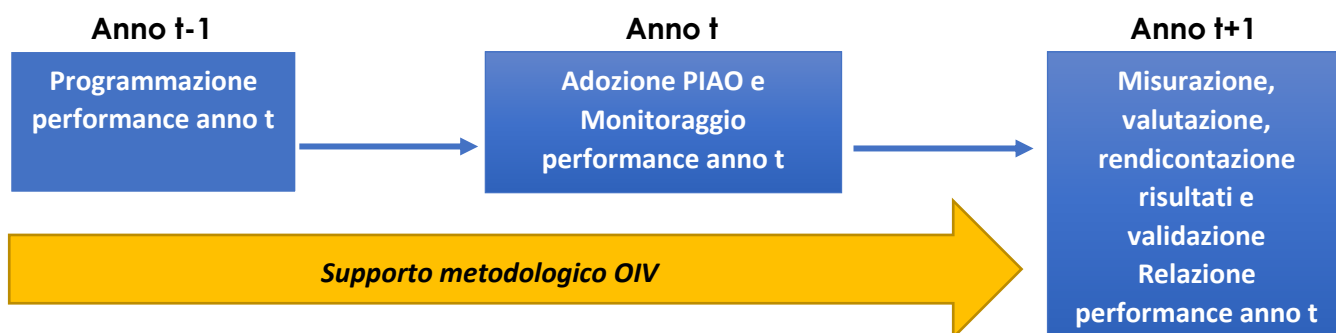 Anno t-1
Programmazione
performance anno t
Anno t
Adozione PIAO e
Monitoraggio
performance anno t
Anno t+1
Misurazione,
valutazione,
rendicontazione
risultati e
validazione
Relazione
performance anno t
Supporto metodologico OIV